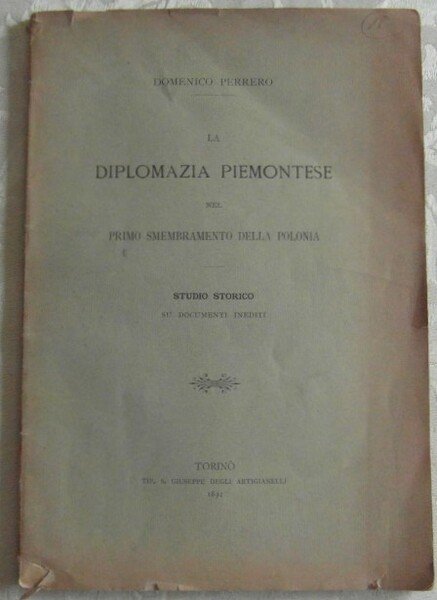 DOMENICO PERRERO
LA
DIPLOMAZIA PIEMONTESE
NEL
PRIMO SMEMBRAMENTO DELLA POLONIA
STUDIO STORICO
SU DOCUMENTI INEDITI
TORINO
TIP. S. GIUSEPPE DEGLI ARTIGIANELLI